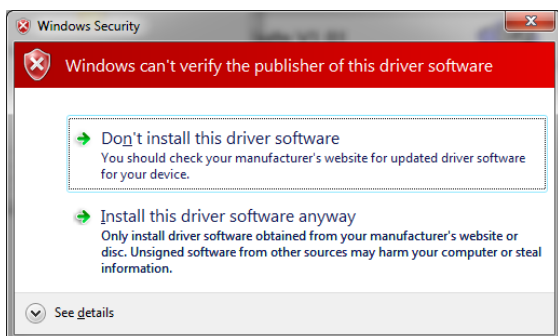 Windows Security
Windows can't verify the publisher of this driver software
Don't install this driver software
You should check your manufacturer's website for updated driver software
for your device.
Install this driver software anyway
Only install driver software obtained from your manufacturer's website or
disc. Unsigned software from other sources may harm your computer or steal
information.
See details